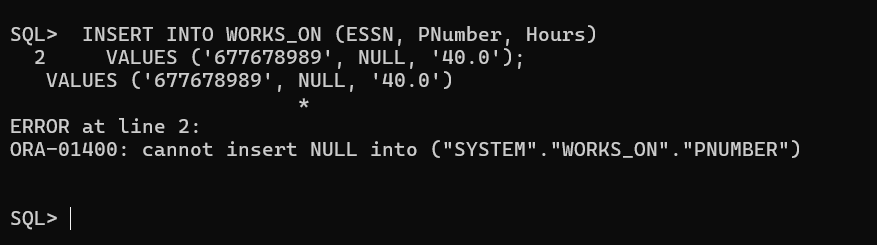 SQL>  INSERT INTO WORKS_ON (ESSN, PNumber, Hours)
  2     VALUES ('677678989', NULL, '40.0');
   VALUES ('677678989', NULL, '40.0')
                        *
ERROR at line 2:
ORA-01400: cannot insert NULL into ("SYSTEM"."WORKS_ON"."PNUMBER")
SQL>